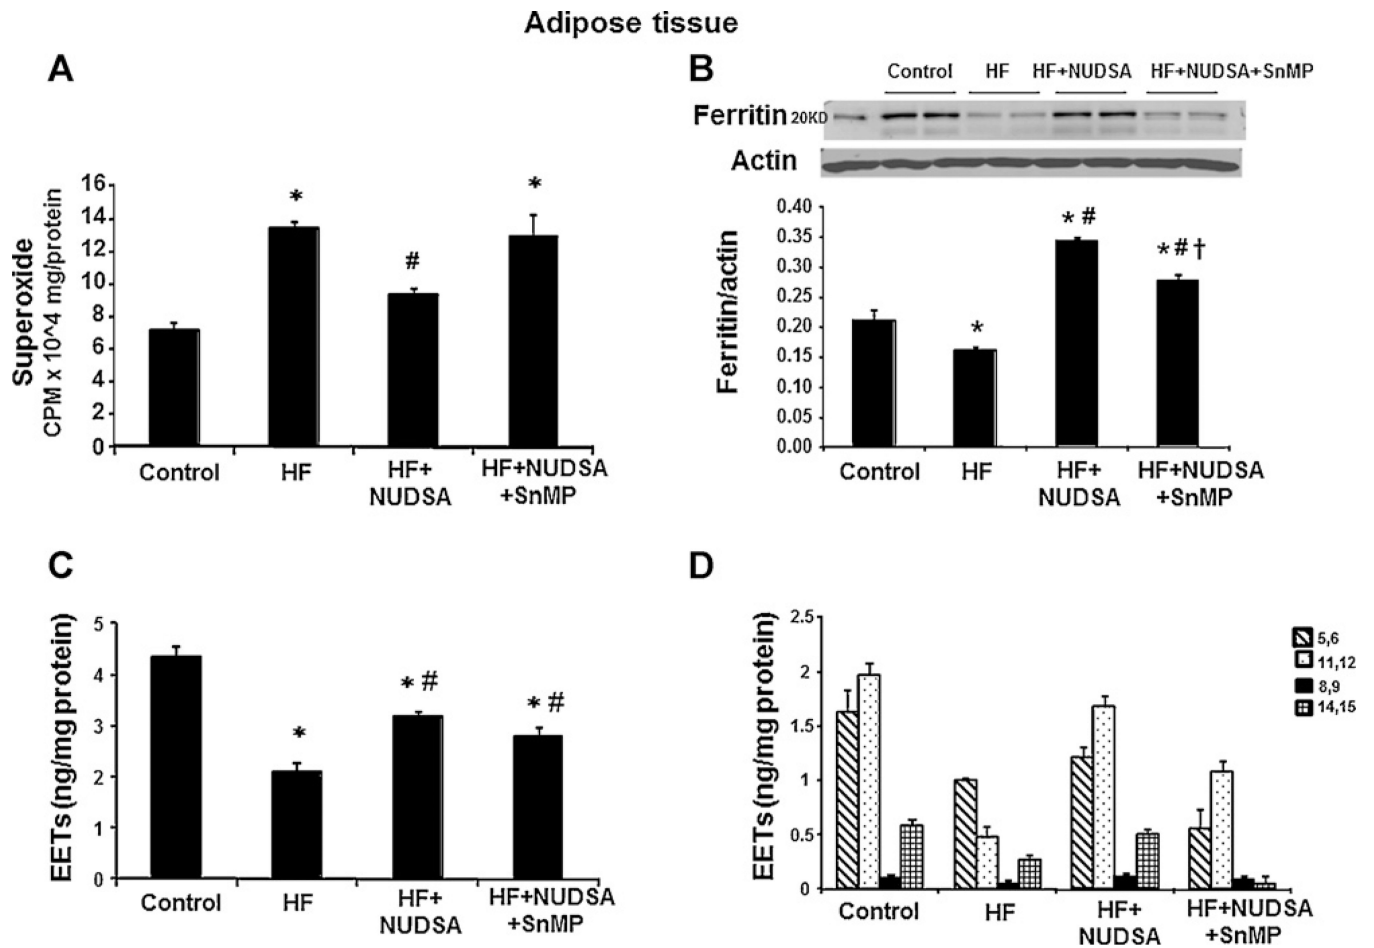 Adipose tissue
A
Superoxide
CPM x 10^4 mg/protein
16
14
12
10
8
6
4
2
0
*
#
*
Control
HF
HF+
NUDSA
HF+NUDSA
+SnMP
B
Control
HF
HF+NUDSA
HF+NUDSA+SnMP
Ferritin 20KD
Actin
Ferritin/actin
0.40
0.35
0.30
0.25
0.20
0.15
0.10
0.05
0.00
*
* #
* # †
Control
HF
HF+
NUDSA
HF+NUDSA
+SnMP
C
EETs (ng/mg protein)
5
4
3
2
1
0
*
* #
* #
Control
HF
HF+
NUDSA
HF+NUDSA
+SnMP
D
EETs (ng/mg protein)
2.5
2
1.5
1
0.5
0
5,6
11,12
8,9
14,15
Control
HF
HF+
NUDSA
HF+NUDSA
+SnMP